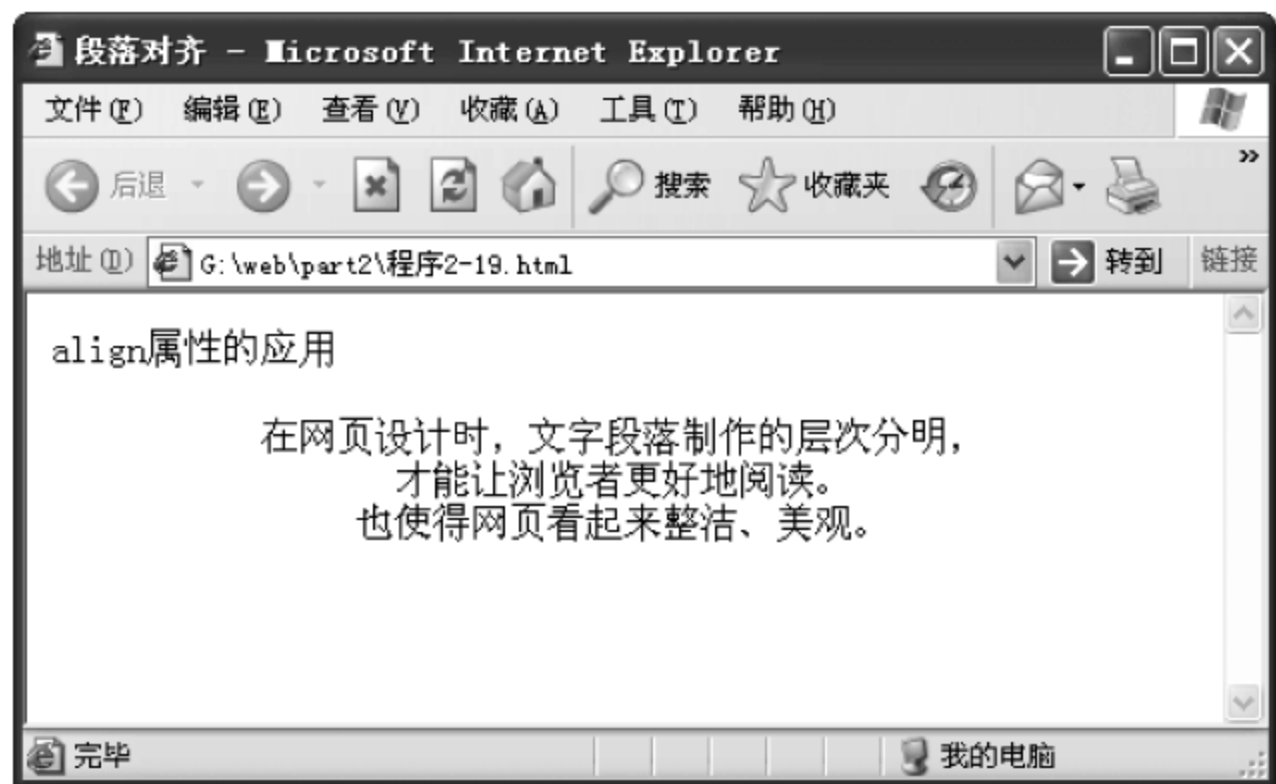 段落对齐 - Microsoft Internet Explorer
文件(F) 编辑(E) 查看(V) 收藏(A) 工具(T) 帮助(H)
后退 搜索 收藏夹 »
地址(D) G:\web\part2\程序2-19.html 转到 链接
align属性的应用
在网页设计时，文字段落制作的层次分明，
才能让浏览者更好地阅读。
也使得网页看起来整洁、美观。
完毕 我的电脑